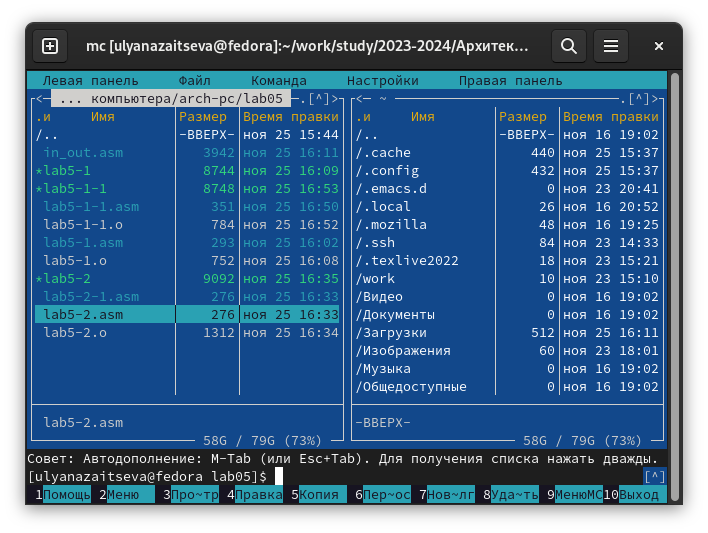 mc [ulyanazaitseva@fedora]:~/work/study/2023-2024/Архитек...
Левая панель Файл Команда Настройки Правая панель
<— ... компьютера/arch-pc/lab05 —.[^]> <— ~ —.[^]>
.и Имя Размер Время правки .и Имя Размер Время правки
/.. -ВВЕРХ- ноя 25 15:44 /.. -ВВЕРХ- ноя 16 19:02
in_out.asm 3942 ноя 25 16:11 /.cache 440 ноя 25 15:37
*lab5-1 8744 ноя 25 16:09 /.config 432 ноя 25 15:37
*lab5-1-1 8748 ноя 25 16:53 /.emacs.d 0 ноя 23 20:41
lab5-1-1.asm 351 ноя 25 16:50 /.local 26 ноя 16 20:52
lab5-1-1.o 784 ноя 25 16:52 /.mozilla 48 ноя 16 19:25
lab5-1.asm 293 ноя 25 16:02 /.ssh 84 ноя 23 14:33
lab5-1.o 752 ноя 25 16:08 /.texlive2022 18 ноя 23 15:21
*lab5-2 9092 ноя 25 16:35 /work 10 ноя 23 15:10
lab5-2-1.asm 276 ноя 25 16:33 /Видео 0 ноя 16 19:02
lab5-2.asm 276 ноя 25 16:33 /Документы 0 ноя 16 19:02
lab5-2.o 1312 ноя 25 16:34 /Загрузки 512 ноя 25 16:11
/Изображения 60 ноя 23 18:01
/Музыка 0 ноя 16 19:02
/Общедоступные 0 ноя 16 19:02
lab5-2.asm -ВВЕРХ-
58G / 79G (73%) 58G / 79G (73%)
Совет: Автодополнение: M-Tab (или Esc+Tab). Для получения списка нажать дважды.
[ulyanazaitseva@fedora lab05]$ [^]
1Помощь 2Меню 3Про~тр 4Правка 5Копия 6Пер~ос 7Нов~лг 8Уда~ть 9МенюМС 10Выход